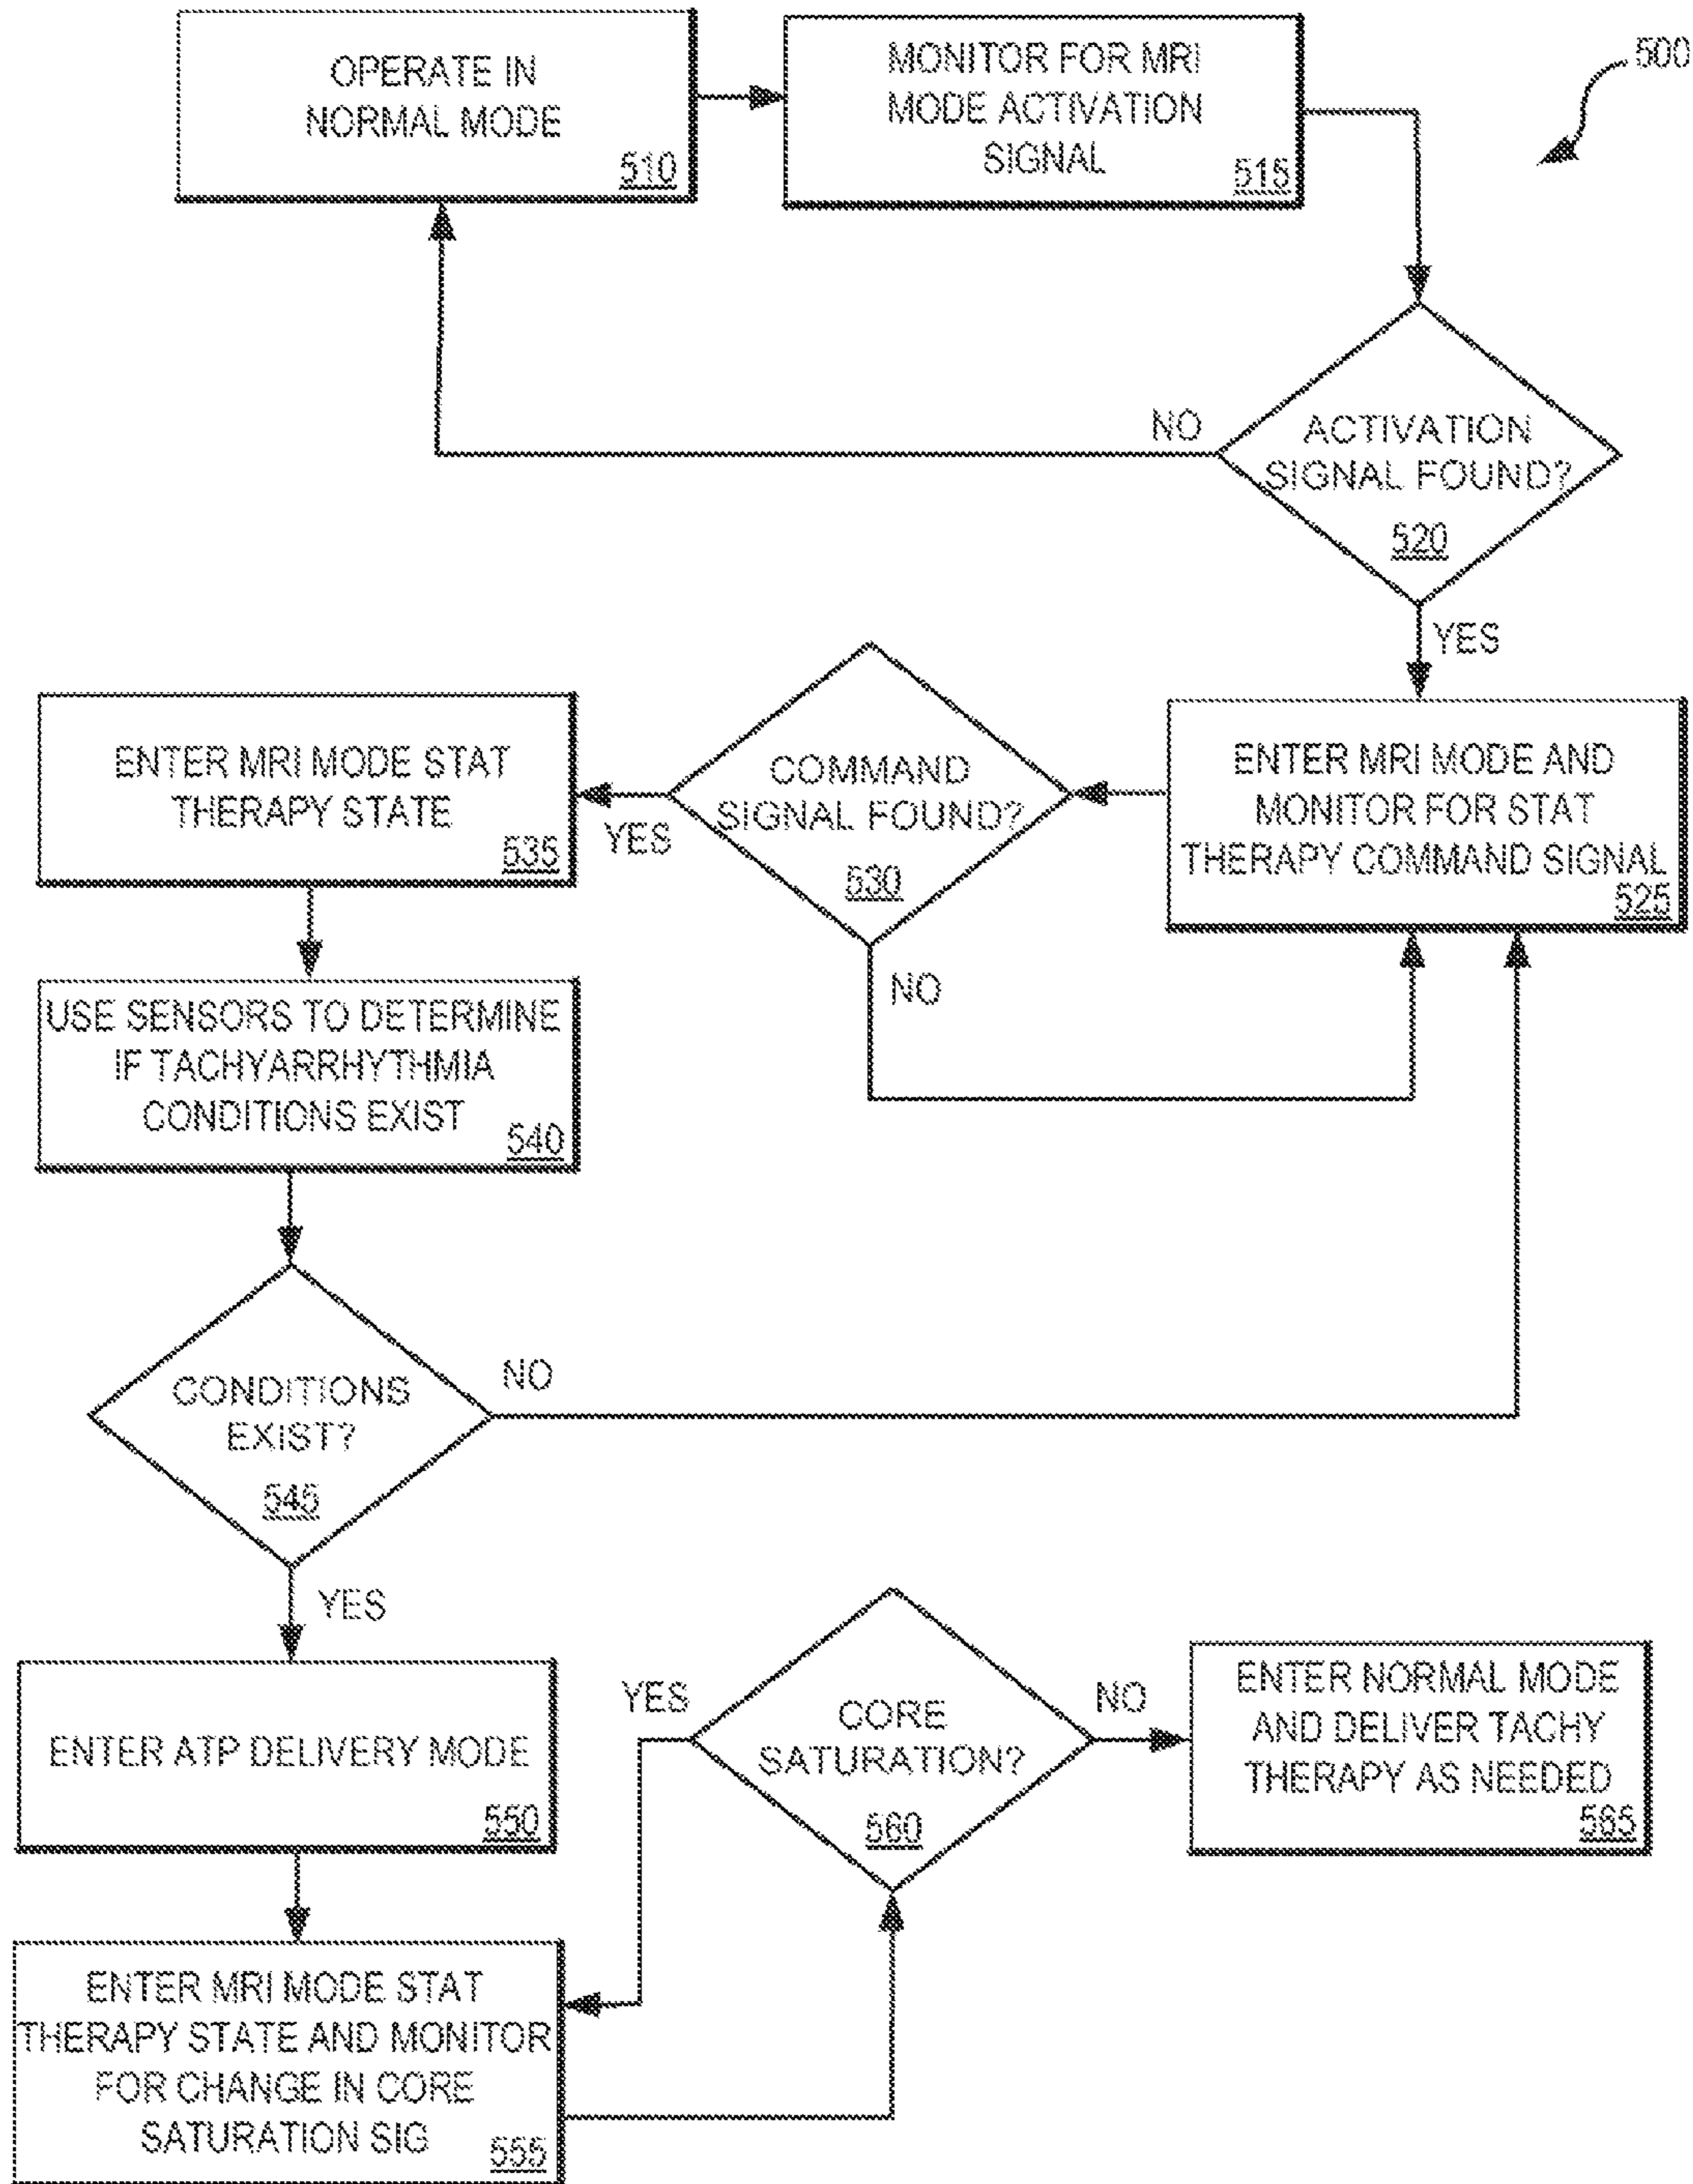 OPERATE IN
NORMAL MODE
510
MONITOR FOR MRI
MODE ACTIVATION
SIGNAL
515
500
NO
ACTIVATION
SIGNAL FOUND?
520
YES
ENTER MRI MODE AND
MONITOR FOR STAT
THERAPY COMMAND SIGNAL
525
COMMAND
SIGNAL FOUND?
530
YES
NO
ENTER MRI MODE STAT
THERAPY STATE
535
USE SENSORS TO DETERMINE
IF TACHYARRHYTHMIA
CONDITIONS EXIST
540
CONDITIONS
EXIST?
545
NO
YES
ENTER ATP DELIVERY MODE
550
ENTER MRI MODE STAT
THERAPY STATE AND MONITOR
FOR CHANGE IN CORE
SATURATION SIG
555
YES
CORE
SATURATION?
560
NO
ENTER NORMAL MODE
AND DELIVER TACHY
THERAPY AS NEEDED
565